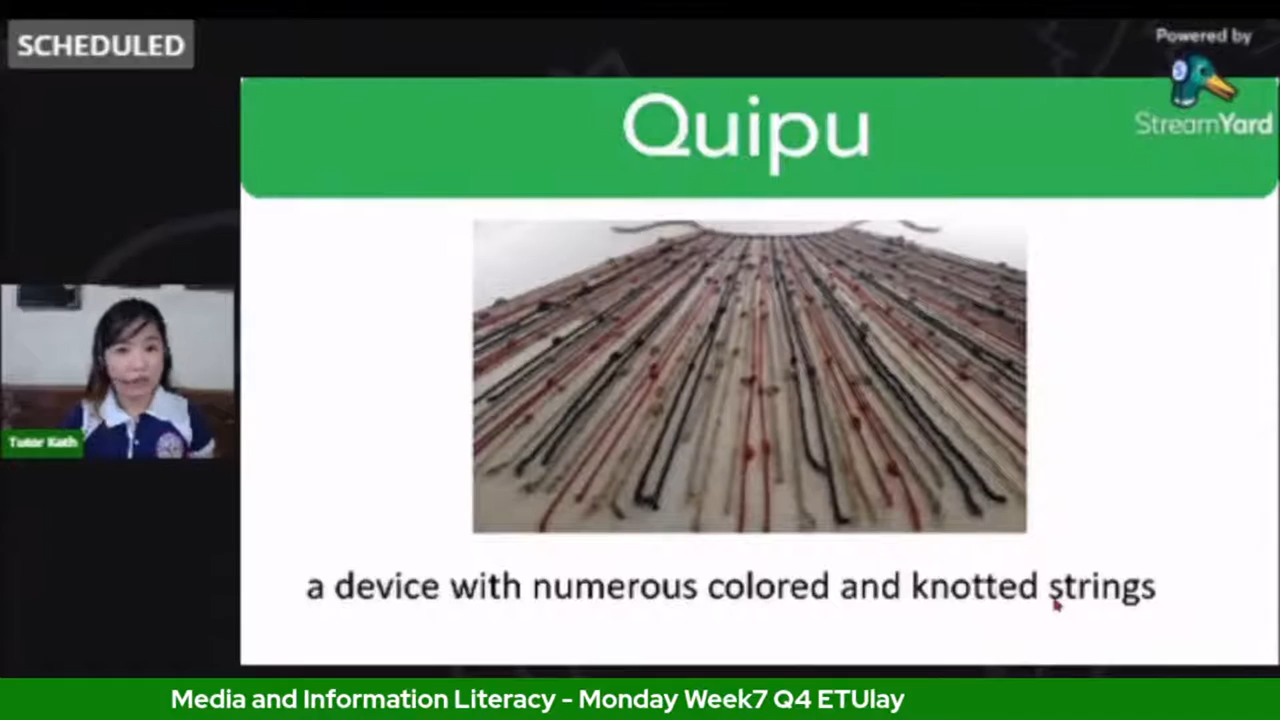 SCHEDULED
Powered by
StreamYard
Quipu
Tutor Kath
a device with numerous colored and knotted strings
Media and Information Literacy - Monday Week7 Q4 ETUlay